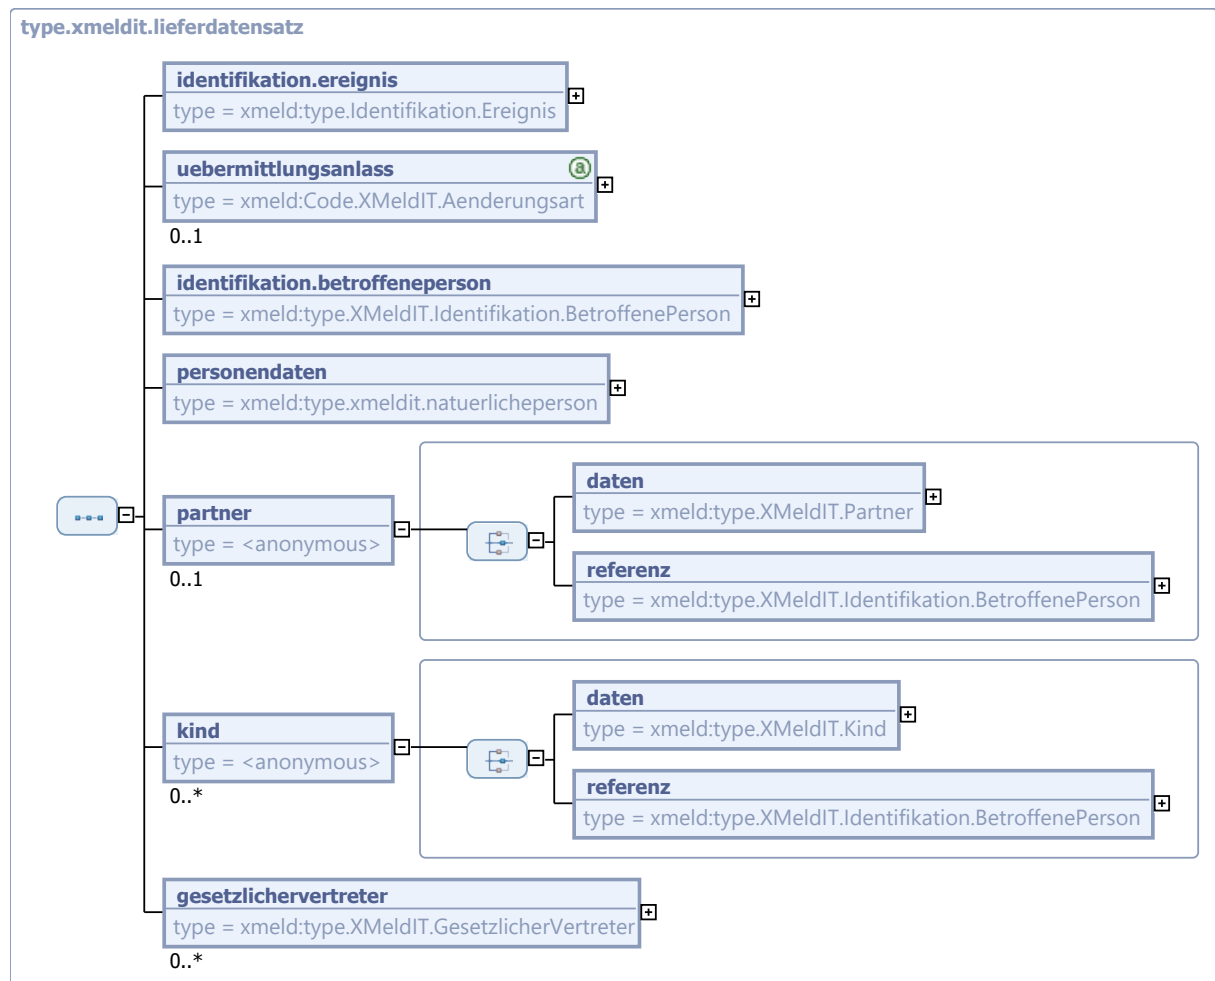 type.xmeldit.lieferdatensatz
identifikation.ereignis
type = xmeld:type.Identifikation.Ereignis
uebermittlungsanlass
a
type = xmeld:Code.XMeldIT.Aenderungsart
0..1
identifikation.betroffeneperson
type = xmeld:type.XMeldIT.Identifikation.BetroffenePerson
personendaten
type = xmeld:type.xmeldit.natuerlicheperson
partner
type = <anonymous>
0..1
daten
type = xmeld:type.XMeldIT.Partner
referenz
type = xmeld:type.XMeldIT.Identifikation.BetroffenePerson
kind
type = <anonymous>
0..*
daten
type = xmeld:type.XMeldIT.Kind
referenz
type = xmeld:type.XMeldIT.Identifikation.BetroffenePerson
gesetzlichervertreter
type = xmeld:type.XMeldIT.GesetzlicherVertreter
0..*